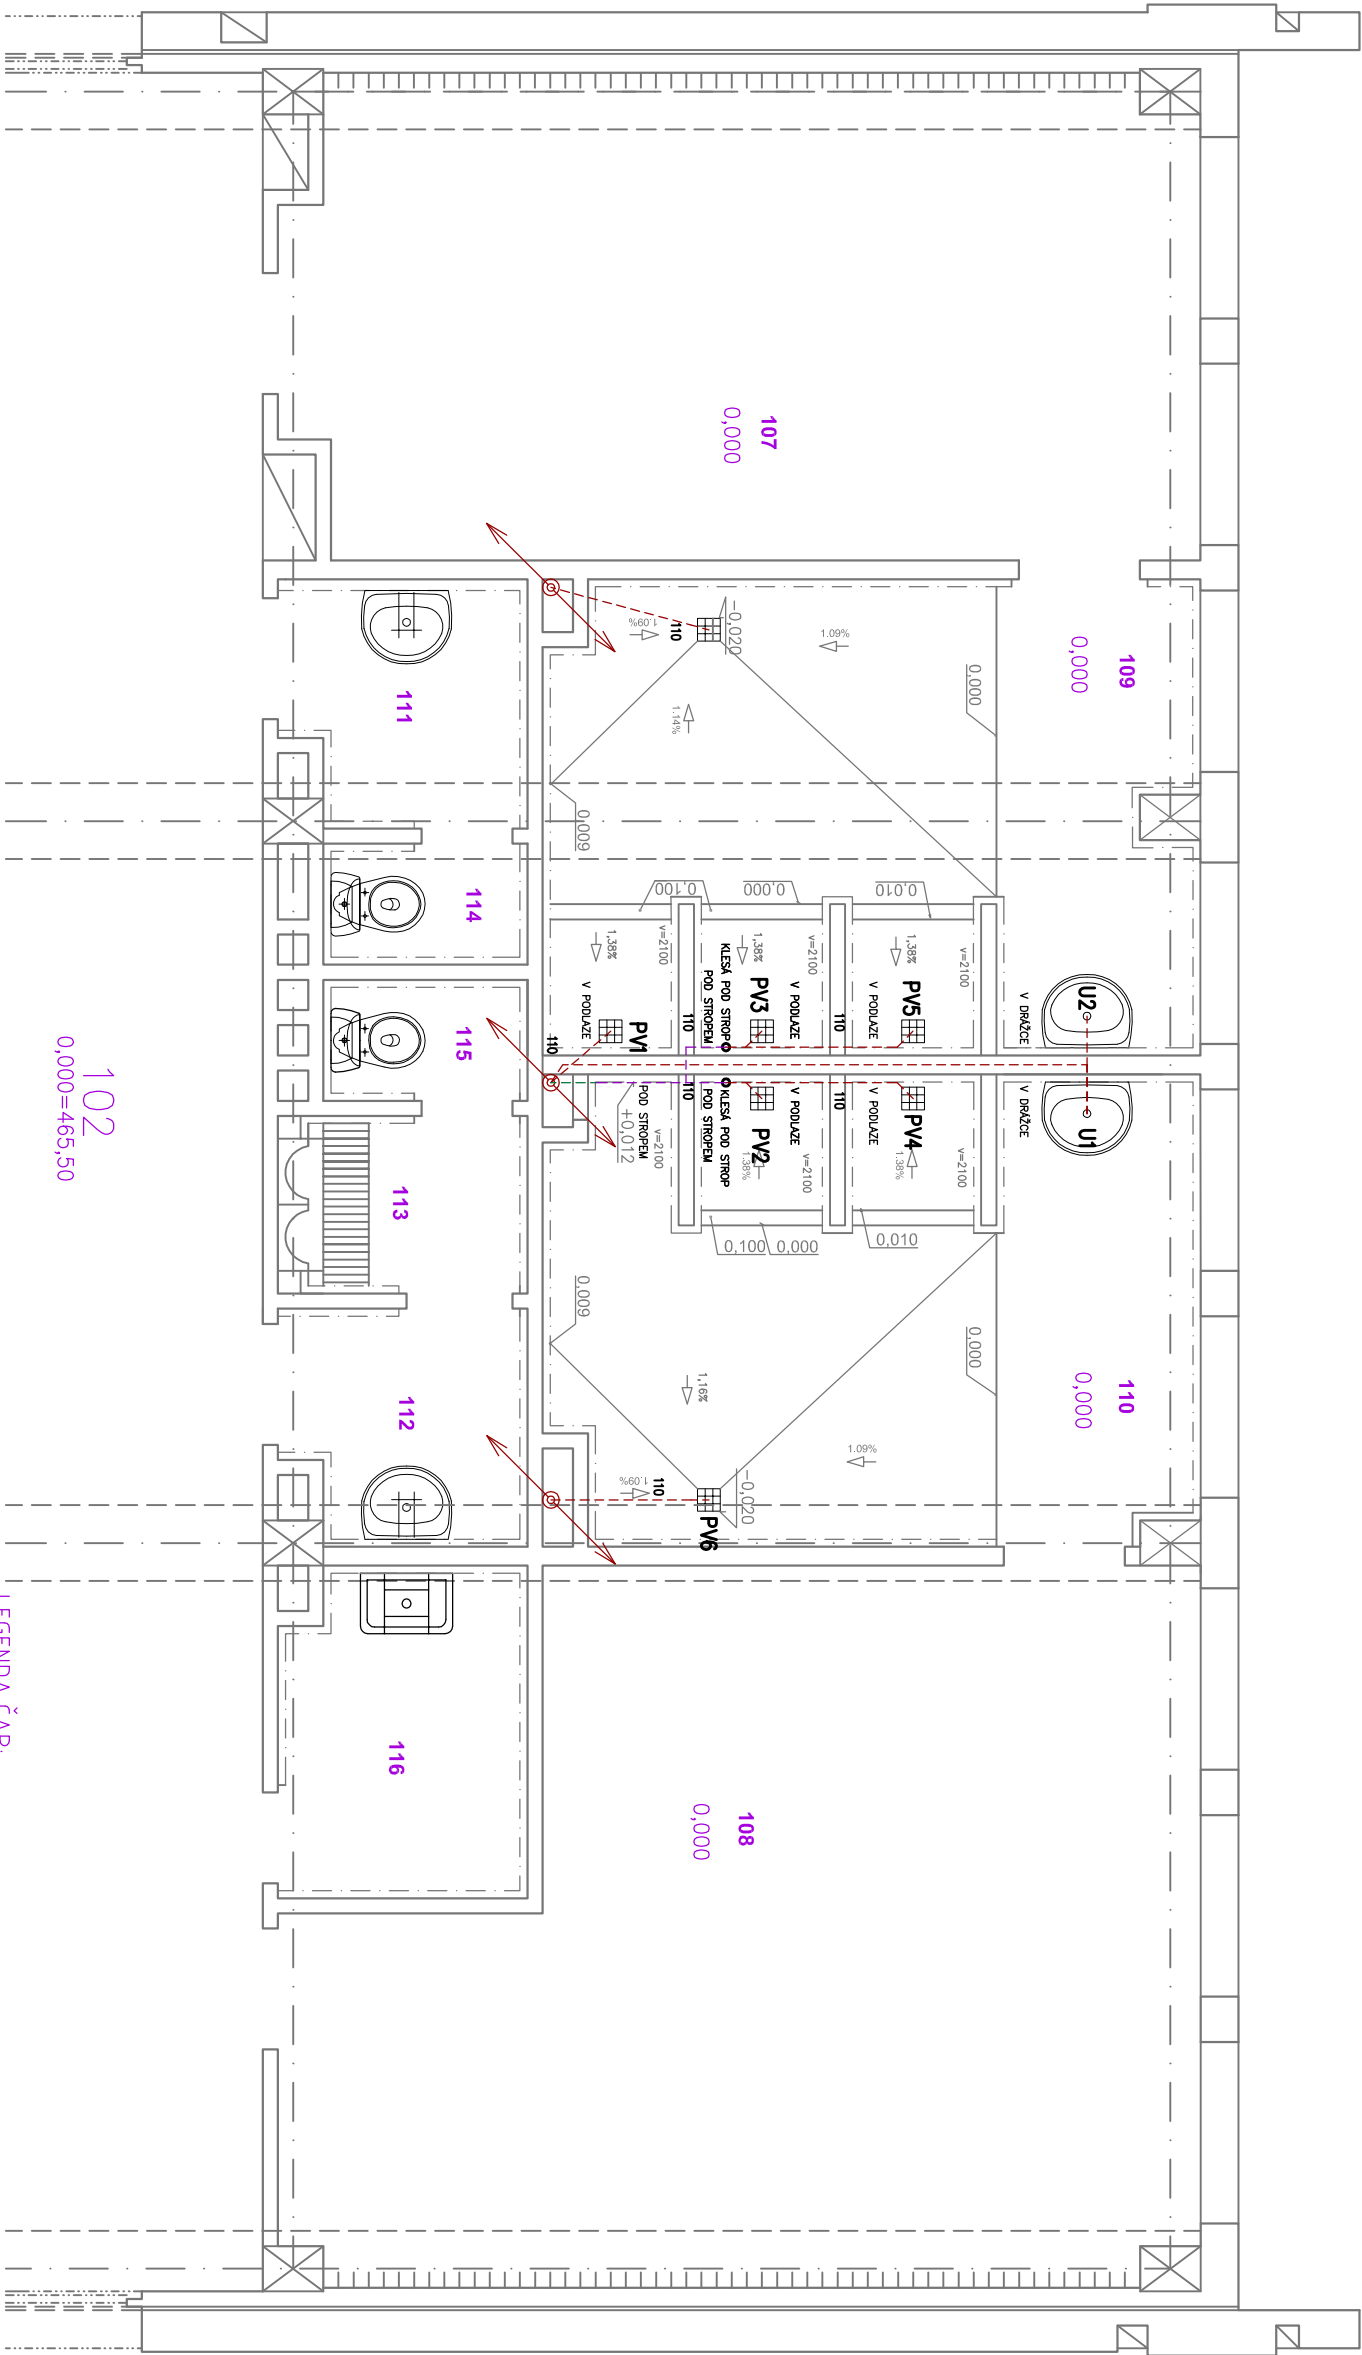 109
0,000
110
0,000
U2
U1
V DRÁŽCE
V DRÁŽCE
107
0,000
108
0,000
0,000
0,000
1.09%
1.09%
-0,020
-0,020
110
110
1.09%
1.09%
1.14%
1,16%
0,009
0,009
PV6
0,010
0,000
0,100
v=2100
v=2100
v=2100
1,38%
1,38%
1,38%
PV5
PV3
PV1
V PODLAZE
V PODLAZE
V PODLAZE
KLESÁ POD STROP
POD STROPEM
110
110
110
v=2100
v=2100
v=2100
1.38%
1.38%
PV4
PV2
V PODLAZE
V PODLAZE
KLESÁ POD STROP
POD STROPEM
110
110
POD STROPEM
+0,012
0,010
0,000
0,100
111
114
115
113
112
116
102
0,000=465,50
LEGENDA ČAR: